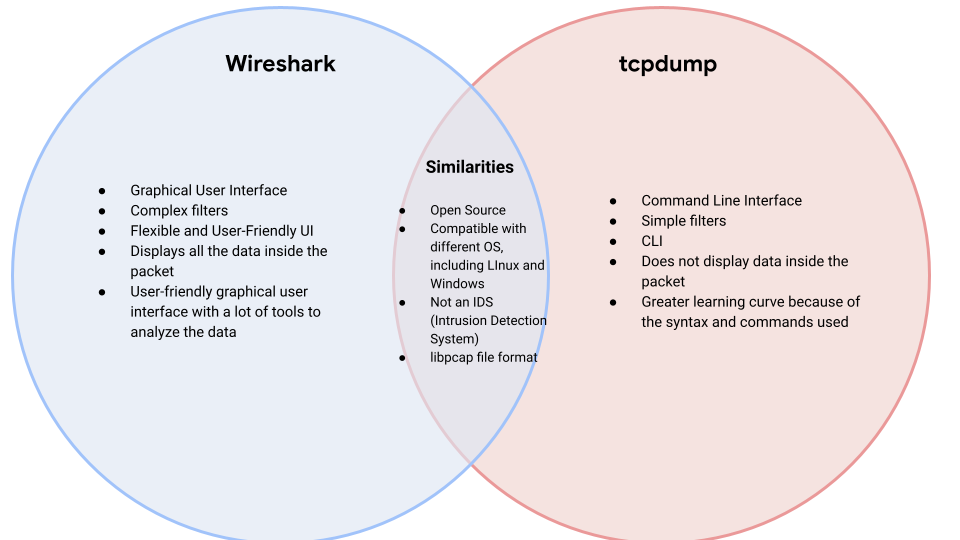 Wireshark
● Graphical User Interface
● Complex filters
● Flexible and User-Friendly UI
● Displays all the data inside the
packet
● User-friendly graphical user
interface with a lot of tools to
analyze the data
Similarities
● Open Source
● Compatible with
different OS,
including LInux and
Windows
● Not an IDS
(Intrusion Detection
System)
● libpcap file format
tcpdump
● Command Line Interface
● Simple filters
● CLI
● Does not display data inside the
packet
● Greater learning curve because of
the syntax and commands used